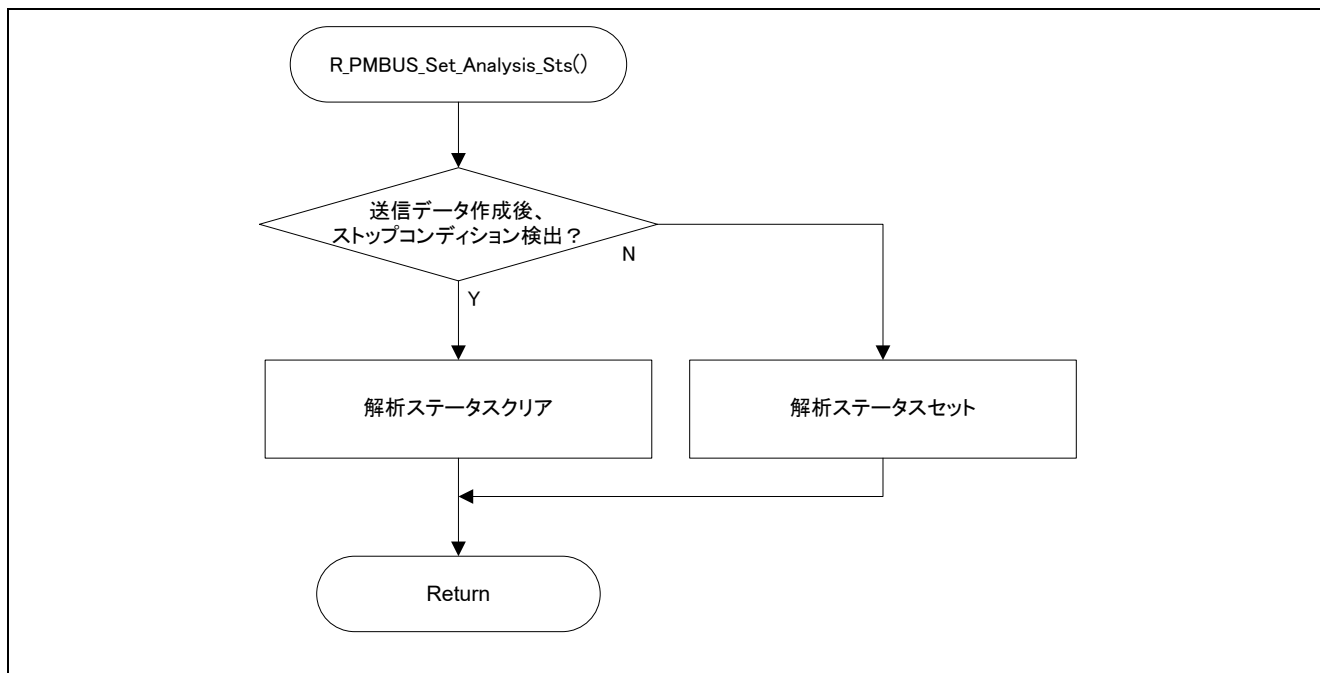 R_PMBUS_Set_Analysis_Sts()
送信データ作成後、
ストップコンディション検出？
N
Y
解析ステータスクリア
解析ステータスセット
Return